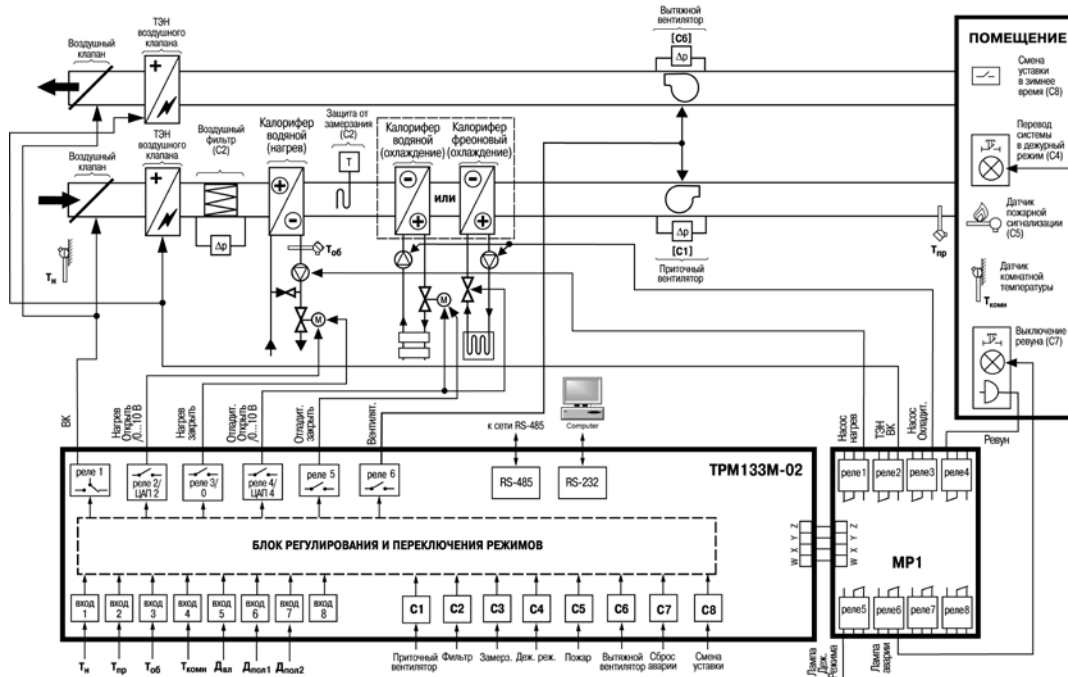 Воздушный
клапан
ТЭН
воздушного
клапана
Вытяжной
вентилятор
[C6]
Δp
ПОМЕЩЕНИЕ
Смена
уставки
в зимнее
время (C8)
Перевод
системы
в дежурный
режим (C4)
Датчик
пожарной
сигнализации
(C5)
Датчик
комнатной
температуры
Tкомн
Выключение
ревуна (C7)
Воздушный
клапан
ТЭН
воздушного
клапана
Воздушный
фильтр
(C2)
Калорифер
водяной
(нагрев)
Защита от
замерзания
(C2)
T
Калорифер
водяной
(охлаждение)
или
Калорифер
фреоновый
(охлаждение)
Δp
Tн
Tоб
M
M
Δp
[C1]
Приточный
вентилятор
Tпр
ВК
Нагрев
Открыть
/0...10 В
Нагрев
закрыть
Отладит.
Открыть
/0...10 В
Отладит.
закрыть
Вентилят.
к сети RS-485
Computer
Насос
нагрев
ТЭН
ВК
Насос
Охладит.
Ревун
реле 1
реле 2/
ЦАП 2
реле 3/
0
реле 4/
ЦАП 4
реле 5
реле 6
RS-485
RS-232
ТРМ133М-02
реле1
реле2
реле3
реле4
БЛОК РЕГУЛИРОВАНИЯ И ПЕРЕКЛЮЧЕНИЯ РЕЖИМОВ
W X Y Z
W X Y Z
МР1
вход
1
вход
2
вход
3
вход
4
вход
5
вход
6
вход
7
вход
8
C1
C2
C3
C4
C5
C6
C7
C8
реле5
реле6
реле7
реле8
Tн
Tпр
Tоб
Tкомн
Дал
Дпол1
Дпол2
Приточный
вентилятор
Фильтр
Замерз.
Деж. реж.
Пожар
Вытяжной
вентилятор
Сброс
аварии
Смена
уставки
Лампа
Деж.
Режима
Лампа
аварии